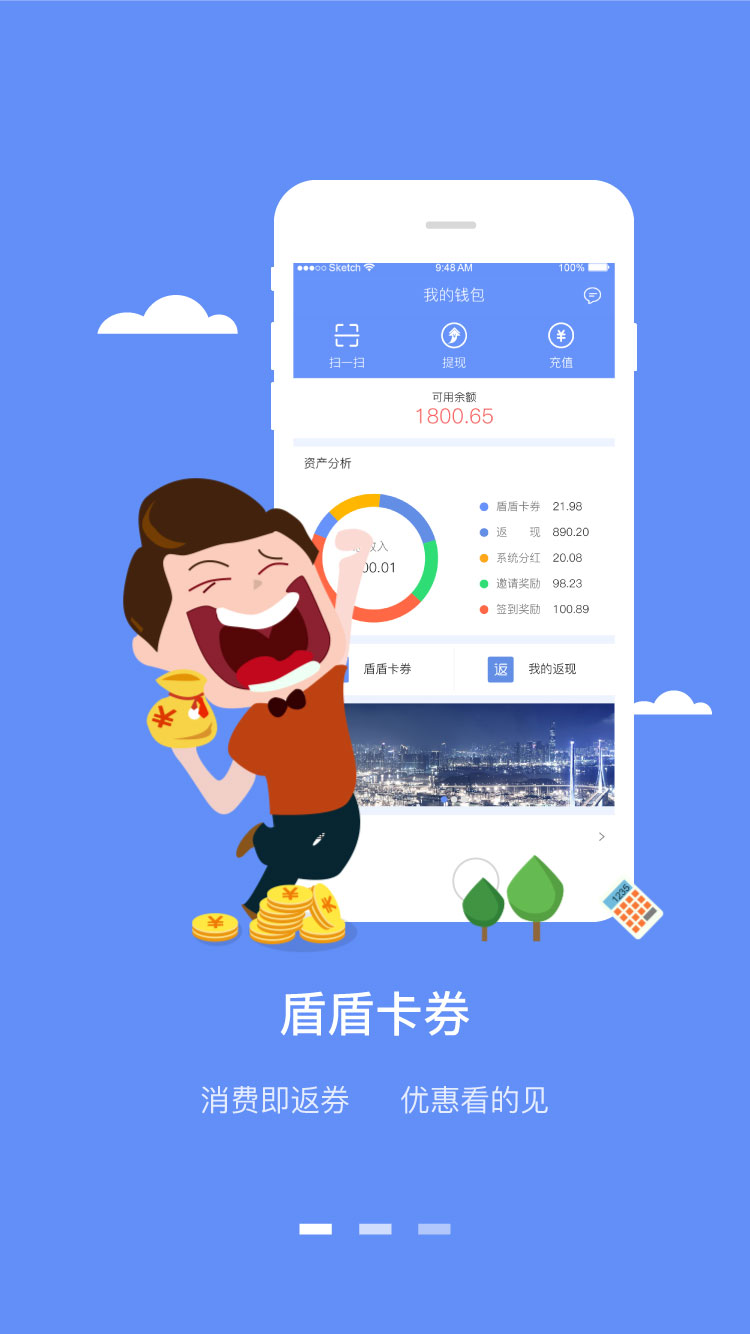 Sketch 9:48 AM 100%
我的钱包
扫一扫 提现 充值
可用余额
1800.65
资产分析
盾盾卡券 21.98
返 现 890.20
系统分红 20.08
邀请奖励 98.23
签到奖励 100.89
收入
00.01
盾盾卡券 返 我的返现
¥
¥
¥
¥
1235
盾盾卡券
消费即返券 优惠看的见